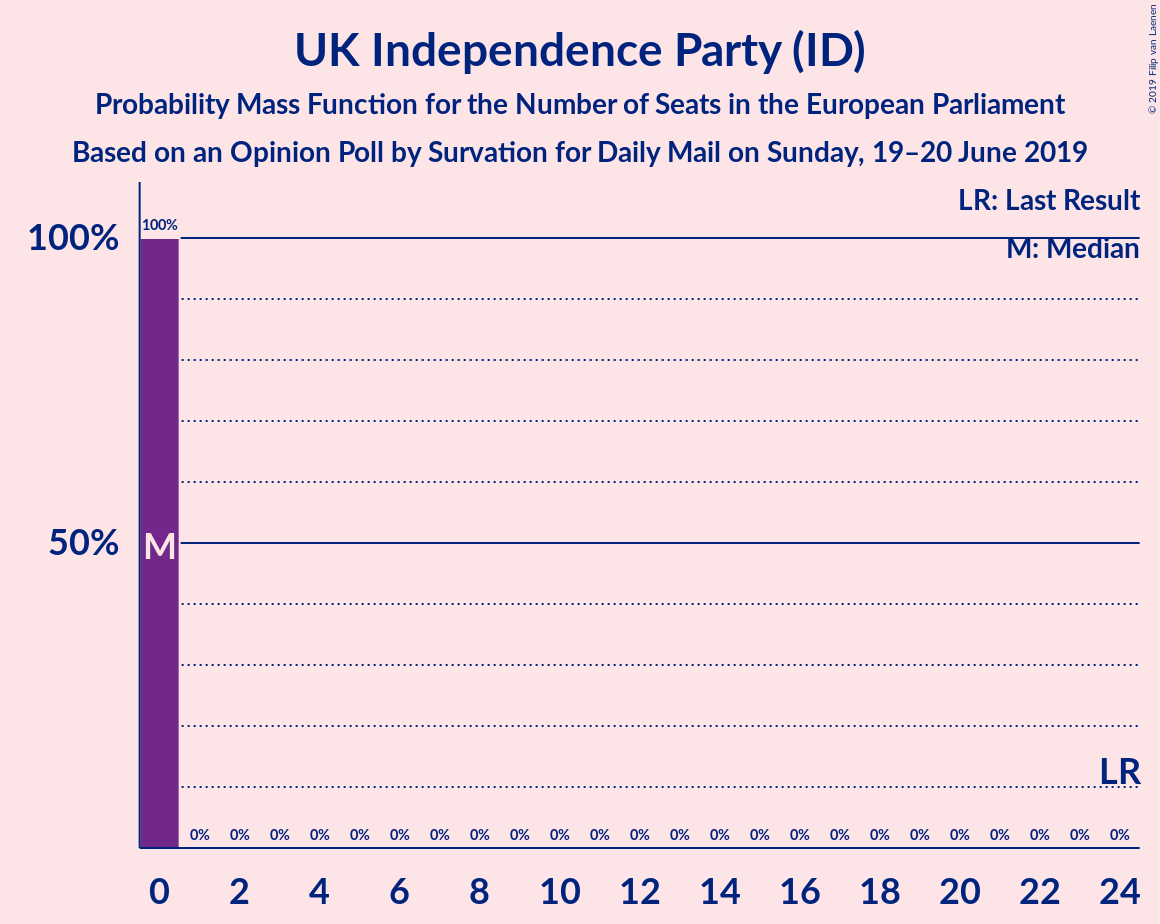 UK Independence Party (ID)
Probability Mass Function for the Number of Seats in the European Parliament
Based on an Opinion Poll by Survation for Daily Mail on Sunday, 19–20 June 2019
© 2019 Filip van Laenen
LR: Last Result
M: Median
100%
100%
50%
M
LR
0% 0% 0% 0% 0% 0% 0% 0% 0% 0% 0% 0% 0% 0% 0% 0% 0% 0% 0% 0% 0% 0% 0% 0%
0 2 4 6 8 10 12 14 16 18 20 22 24